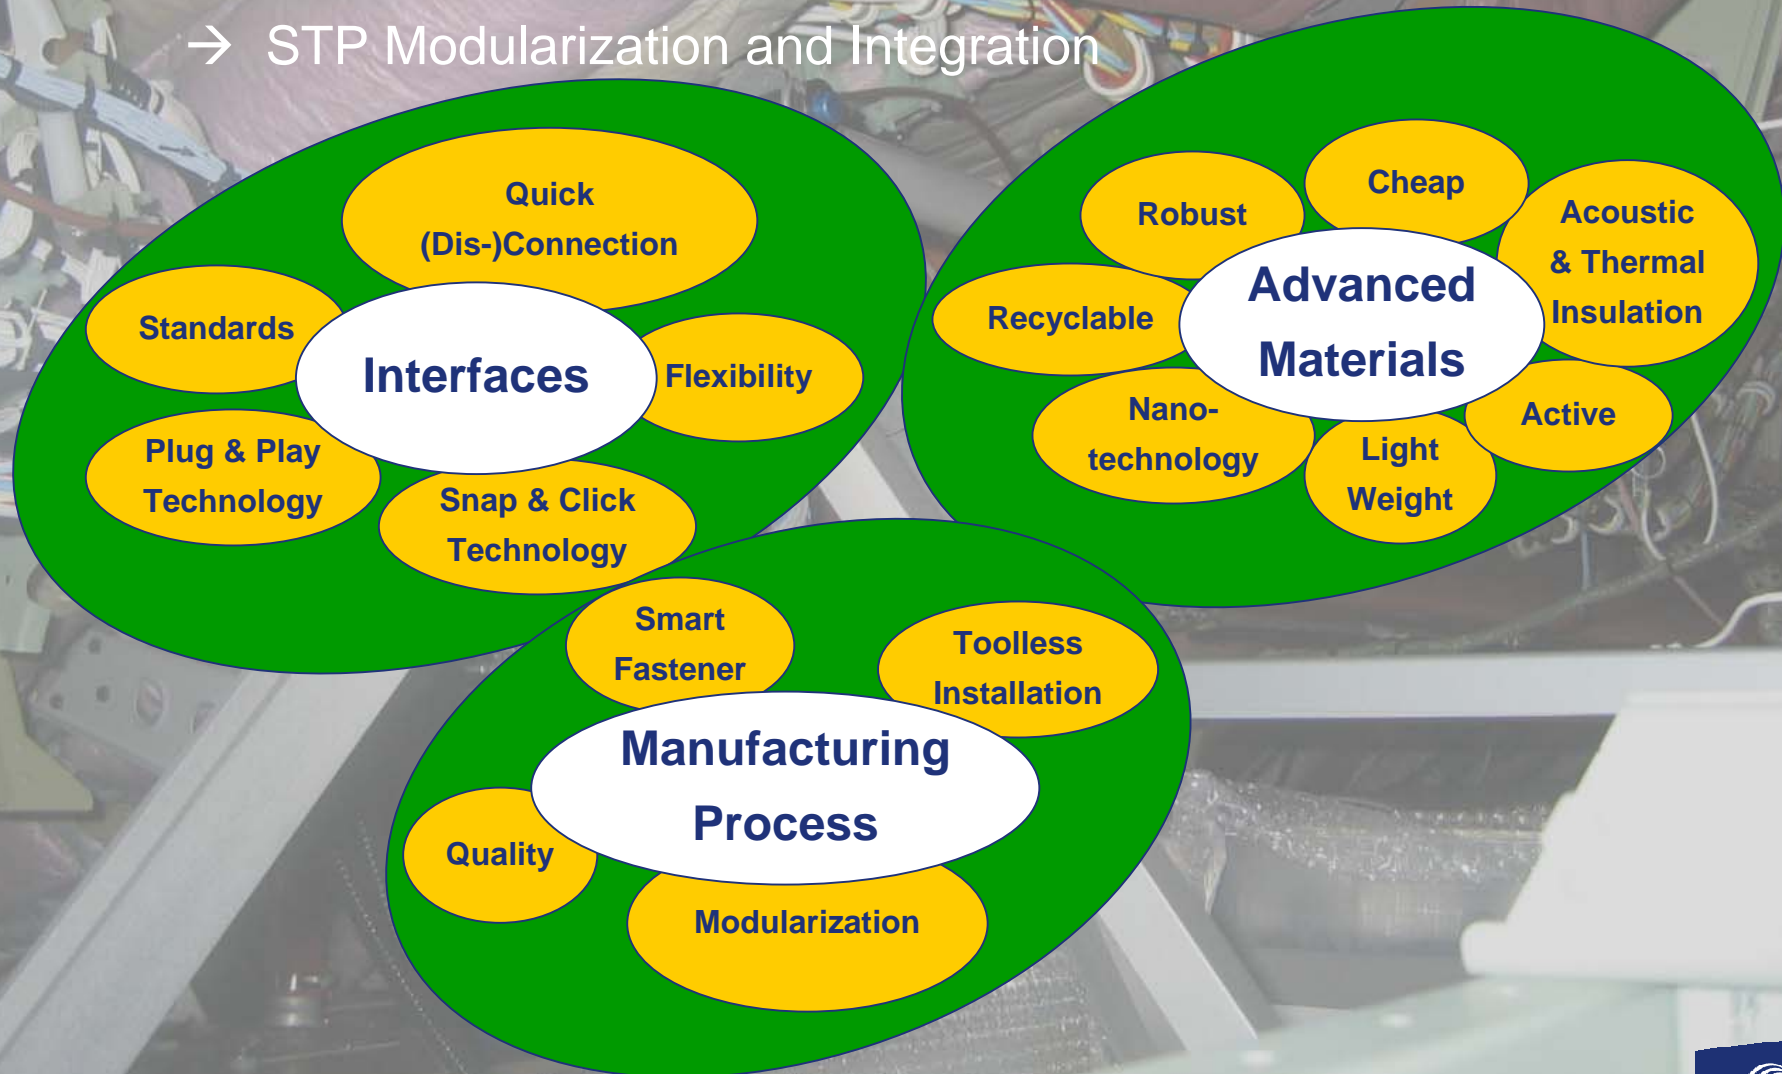 → STP Modularization and Integration
Quick
(Dis-)Connection
Standards
Interfaces
Flexibility
Plug & Play
Technology
Snap & Click
Technology
Cheap
Robust
Acoustic
& Thermal
Insulation
Advanced
Materials
Recyclable
Nano-
technology
Light
Weight
Active
Smart
Fastener
Toolless
Installation
Manufacturing
Process
Quality
Modularization